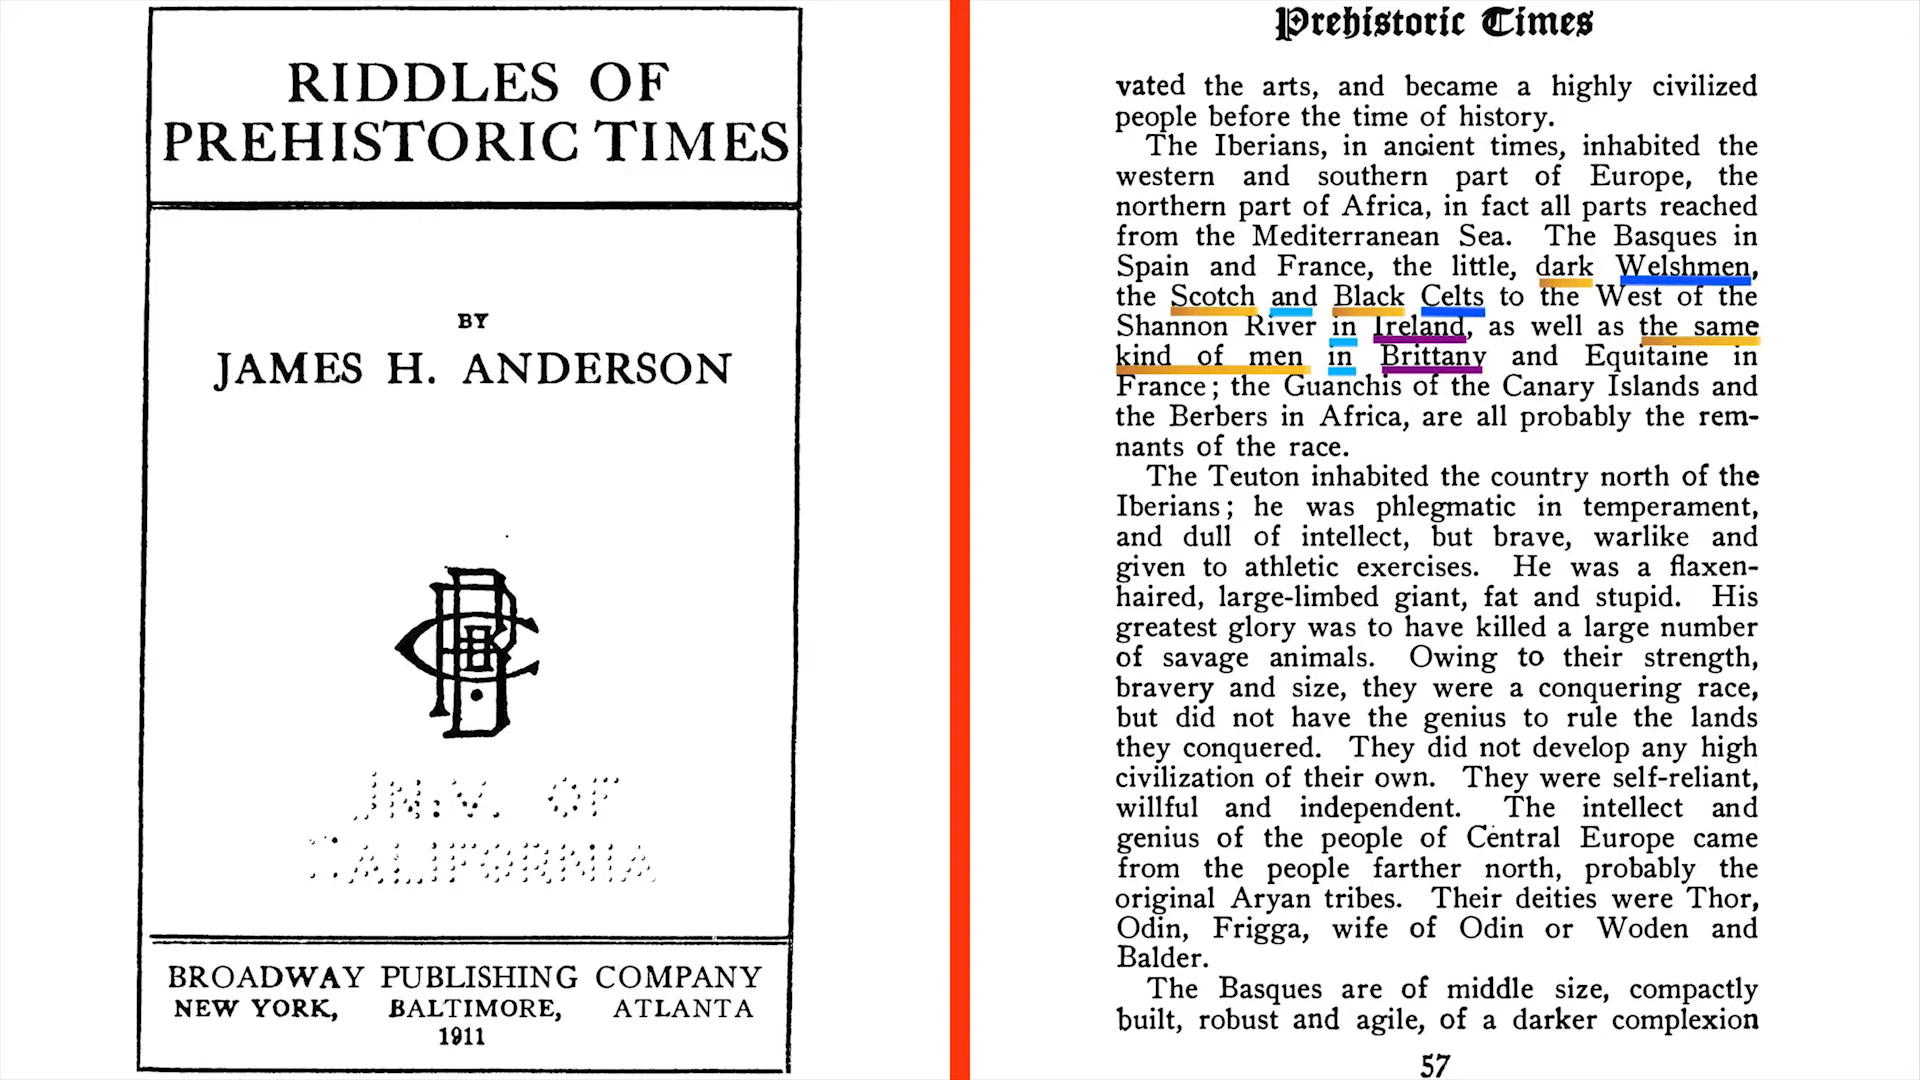 RIDDLES OF
PREHISTORIC TIMES
BY
JAMES H. ANDERSON
UN.V. OF
CALIFORNIA
BROADWAY PUBLISHING COMPANY
NEW YORK, BALTIMORE, ATLANTA
1911
Prehistoric Times
vated the arts, and became a highly civilized
people before the time of history.
The Iberians, in ancient times, inhabited the
western and southern part of Europe, the
northern part of Africa, in fact all parts reached
from the Mediterranean Sea. The Basques in
Spain and France, the little, dark Welshmen,
the Scotch and Black Celts to the West of the
Shannon River in Ireland, as well as the same
kind of men in Brittany and Equitaine in
France; the Guanchis of the Canary Islands and
the Berbers in Africa, are all probably the rem-
nants of the race.
The Teuton inhabited the country north of the
Iberians; he was phlegmatic in temperament,
and dull of intellect, but brave, warlike and
given to athletic exercises. He was a flaxen-
haired, large-limbed giant, fat and stupid. His
greatest glory was to have killed a large number
of savage animals. Owing to their strength,
bravery and size, they were a conquering race,
but did not have the genius to rule the lands
they conquered. They did not develop any high
civilization of their own. They were self-reliant,
willful and independent. The intellect and
genius of the people of Central Europe came
from the people farther north, probably the
original Aryan tribes. Their deities were Thor,
Odin, Frigga, wife of Odin or Woden and
Balder.
The Basques are of middle size, compactly
built, robust and agile, of a darker complexion
57